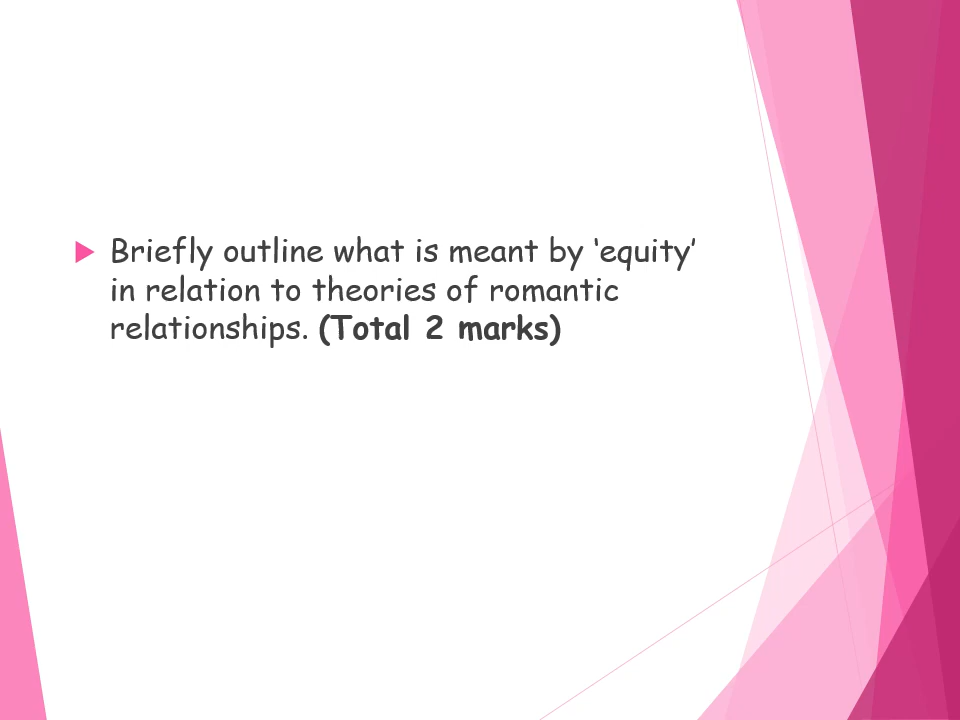 Briefly outline what is meant by ‘equity’
in relation to theories of romantic
relationships. (Total 2 marks)